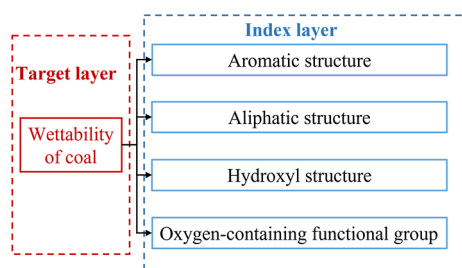 Index layer
Target layer
Aromatic structure
Aliphatic structure
Wettability
of coal
Hydroxyl structure
Oxygen-containing functional group